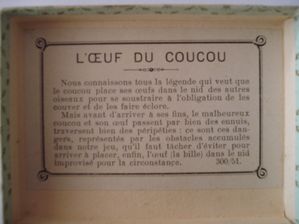 L'ŒUF DU COUCOU
Nous connaissons tous la légende qui veut que
le coucou place ses œufs dans le nid des autres
oiseaux pour se soustraire à l'obligation de les
couver et de les faire éclore.
Mais avant d'arriver à ses fins, le malheureux
coucou et son œuf passent par bien des ennuis,
traversent bien des péripéties : ce sont ces dan-
gers, représentés par les obstacles accumulés
dans notre jeu, qu'il faut tâcher d'éviter pour
arriver à placer, enfin, l'œuf (la bille) dans le nid
improvisé pour la circonstance. 300/51.